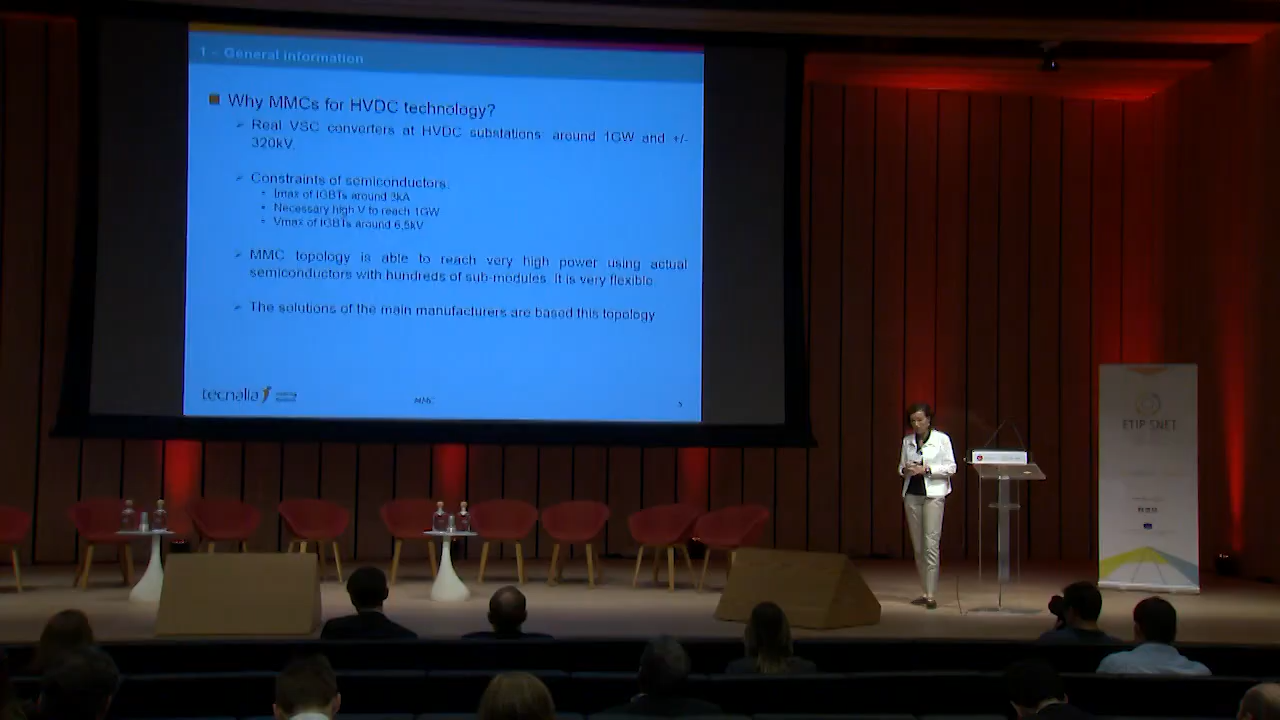 1 - General information
Why MMCs for HVDC technology?
Real VSC converters at HVDC substations around 1GW and +/-
320kV.
Constraints of semiconductors:
Imax of IGBTs around 3kA
Necessary high V to reach 1GW
Vmax of IGBTs around 6,5kV
MMC topology is able to reach very high power using actual
semiconductors with hundreds of sub-modules. It is very flexible.
The solutions of the main manufacturers are based this topology
tecnalia
MMC
ETIP SNET